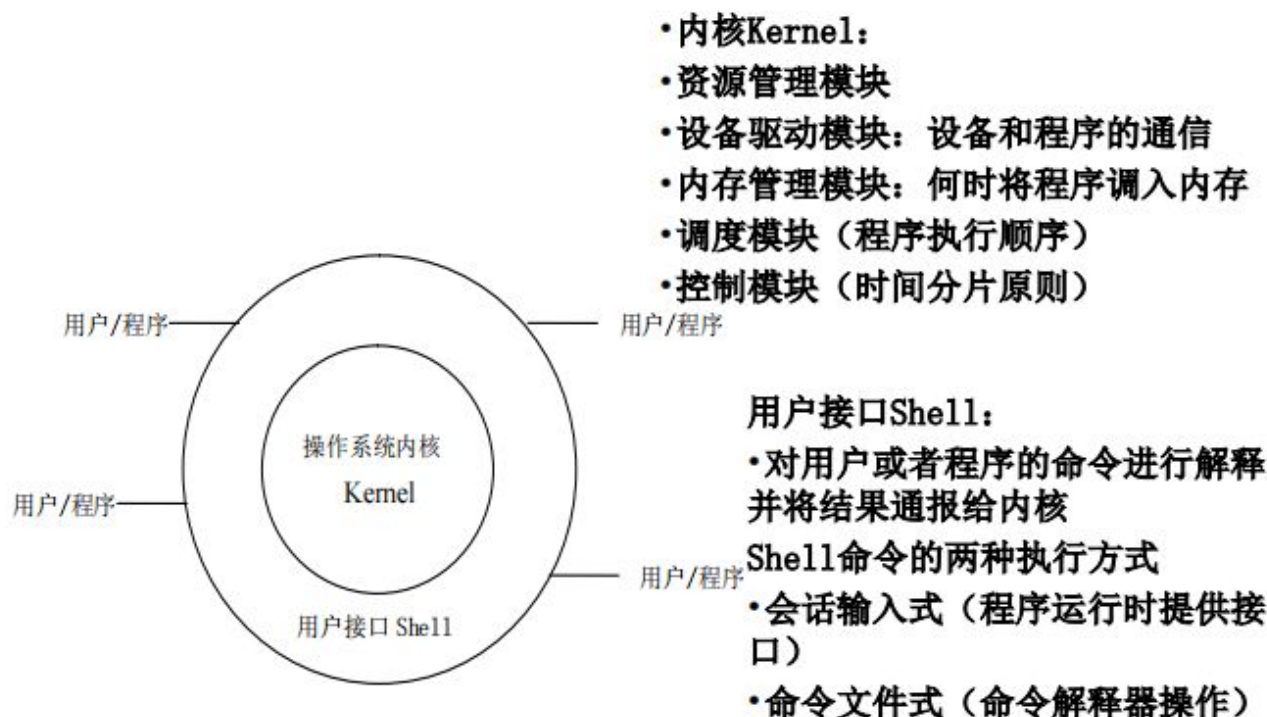 ·内核Kernel：
·资源管理模块
·设备驱动模块：设备和程序的通信
·内存管理模块：何时将程序调入内存
·调度模块（程序执行顺序）
·控制模块（时间分片原则）
用户/程序
用户/程序
操作系统内核
Kernel
用户/程序
用户/程序
用户接口 Shell
用户接口Shell：
·对用户或者程序的命令进行解释
并将结果通报给内核
Shell命令的两种执行方式
·会话输入式（程序运行时提供接
口）
·命令文件式（命令解释器操作）